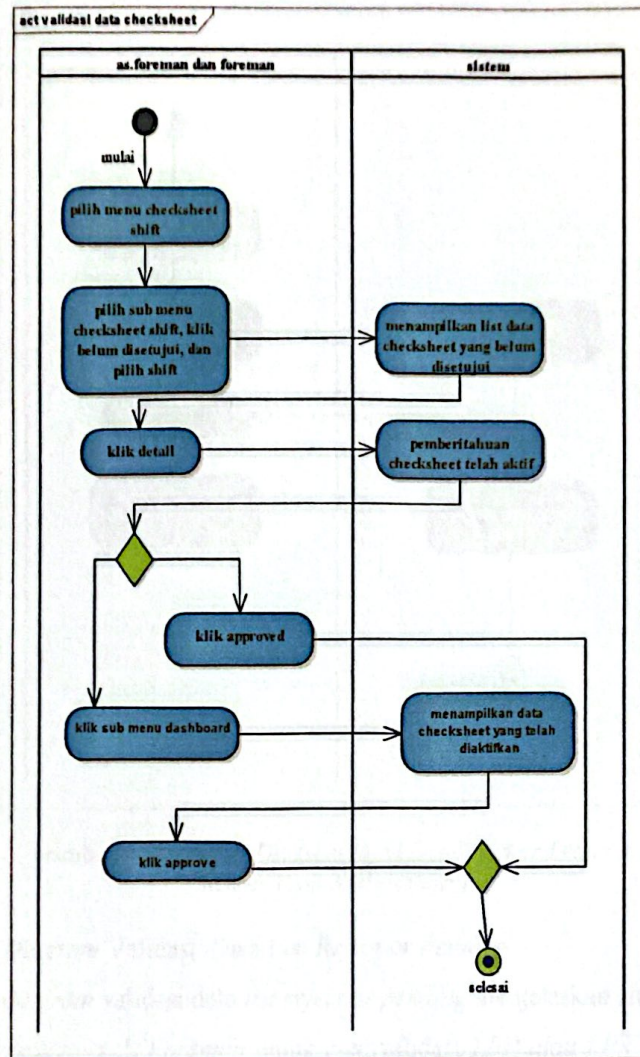 act validasi data checksheet
as.foreman dan foreman
sistem
mulai
pilih menu checksheet
shift
pilih sub menu
checksheet shift, klik
belum disetujui, dan
pilih shift
menampilkan list data
checksheet yang belum
disetujui
klik detail
pemberitahuan
checksheet telah aktif
klik approved
klik sub menu dashboard
menampilkan data
checksheet yang telah
diaktifkan
klik approve
selesai